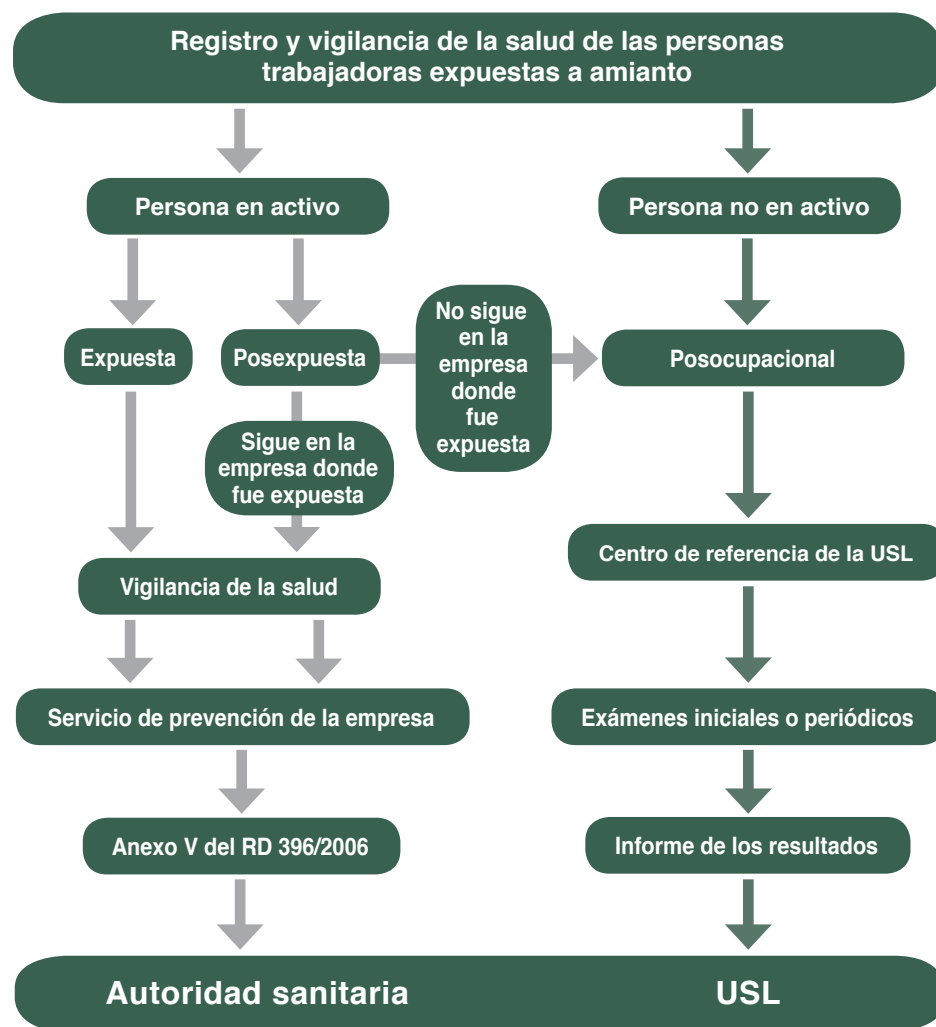 Registro y vigilancia de la salud de las personas
trabajadoras expuestas a amianto
Persona en activo
Persona no en activo
Expuesta
Posexpuesta
No sigue
en la
empresa
donde
fue
expuesta
Posocupacional
Sigue en la
empresa donde
fue expuesta
Centro de referencia de la USL
Vigilancia de la salud
Servicio de prevención de la empresa
Exámenes iniciales o periódicos
Anexo V del RD 396/2006
Informe de los resultados
Autoridad sanitaria
USL